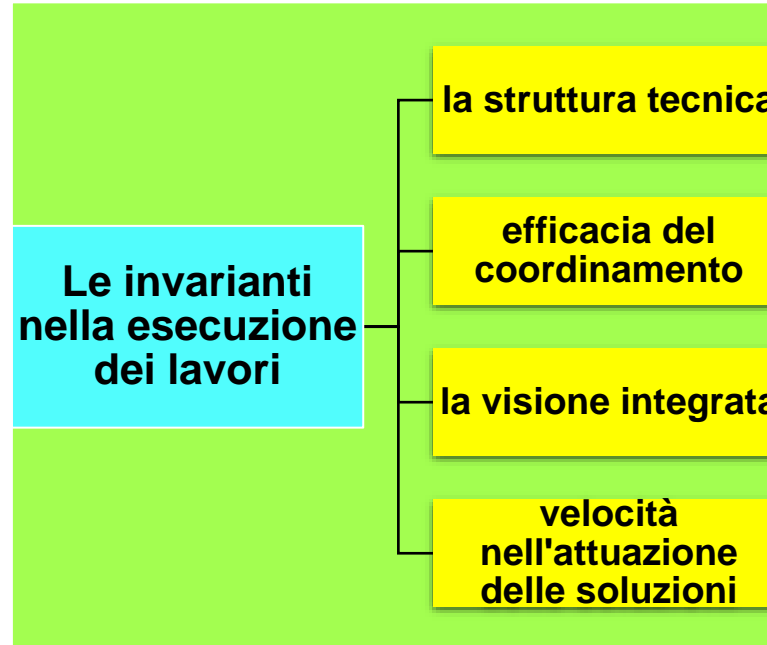 la struttura tecnica
efficacia del
coordinamento
Le invarianti
nella esecuzione
dei lavori
la visione integrata
velocità
nell'attuazione
delle soluzioni